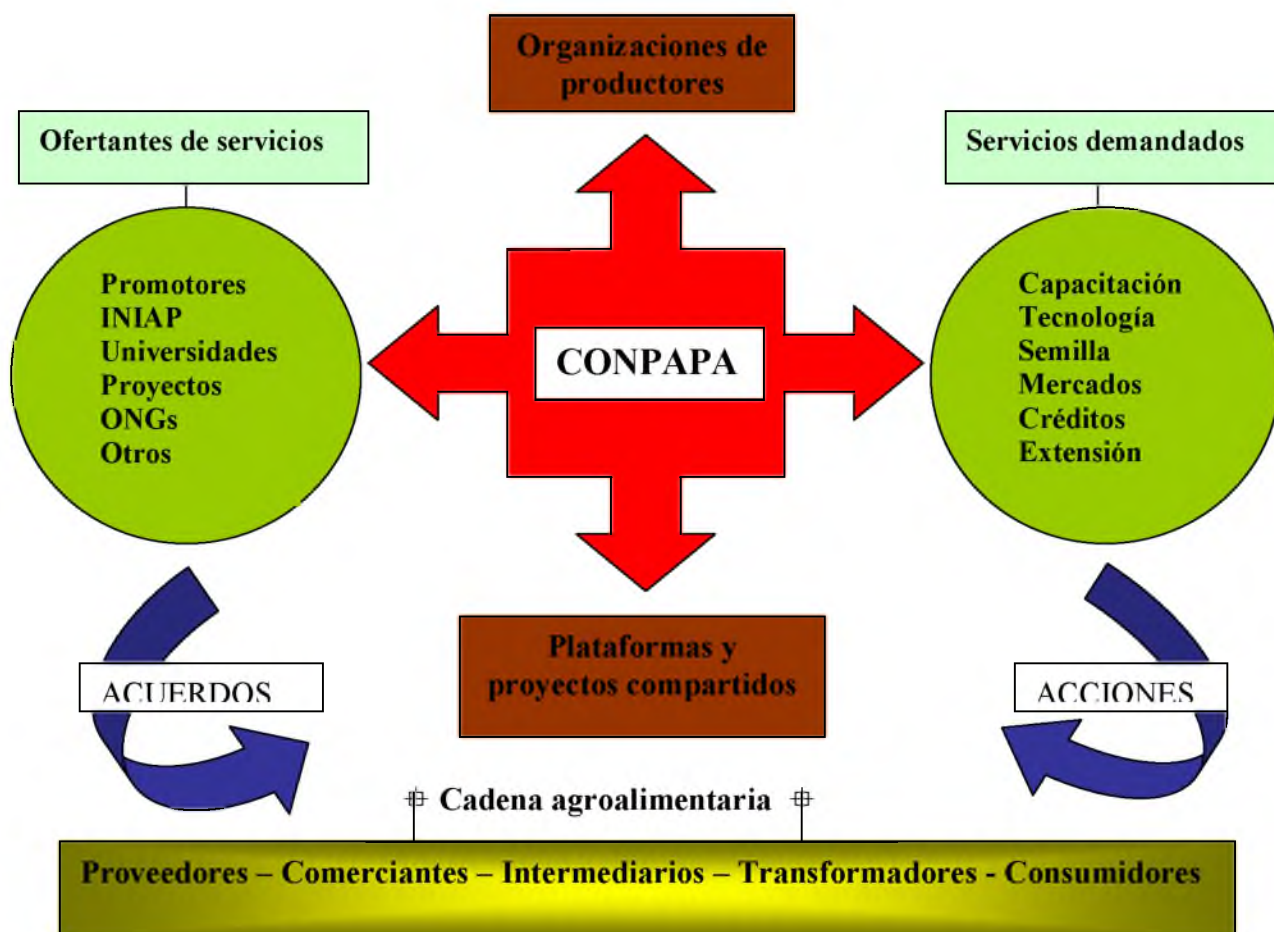 Organizaciones de
productores
Ofertantes de servicios
Servicios demandados
Promotores
INIAP
Universidades
Proyectos
ONGs
Otros
CONPAPA
Capacitación
Tecnología
Semilla
Mercados
Créditos
Extensión
Plataformas y
proyectos compartidos
ACUERDOS
ACCIONES
Cadena agroalimentaria
Proveedores – Comerciantes – Intermediarios – Transformadores - Consumidores